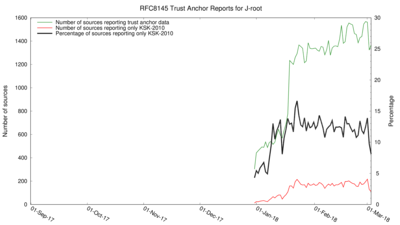 RFC8145 Trust Anchor Reports for J-root
Number of sources reporting trust anchor data
Number of sources reporting only KSK-2010
Percentage of sources reporting only KSK-2010
1600
1400
1200
1000
800
600
400
200
0
Number of sources
30
25
20
15
10
5
0
Percentage
01-Sep-17
01-Oct-17
01-Nov-17
01-Dec-17
01-Jan-18
01-Feb-18
01-Mar-18